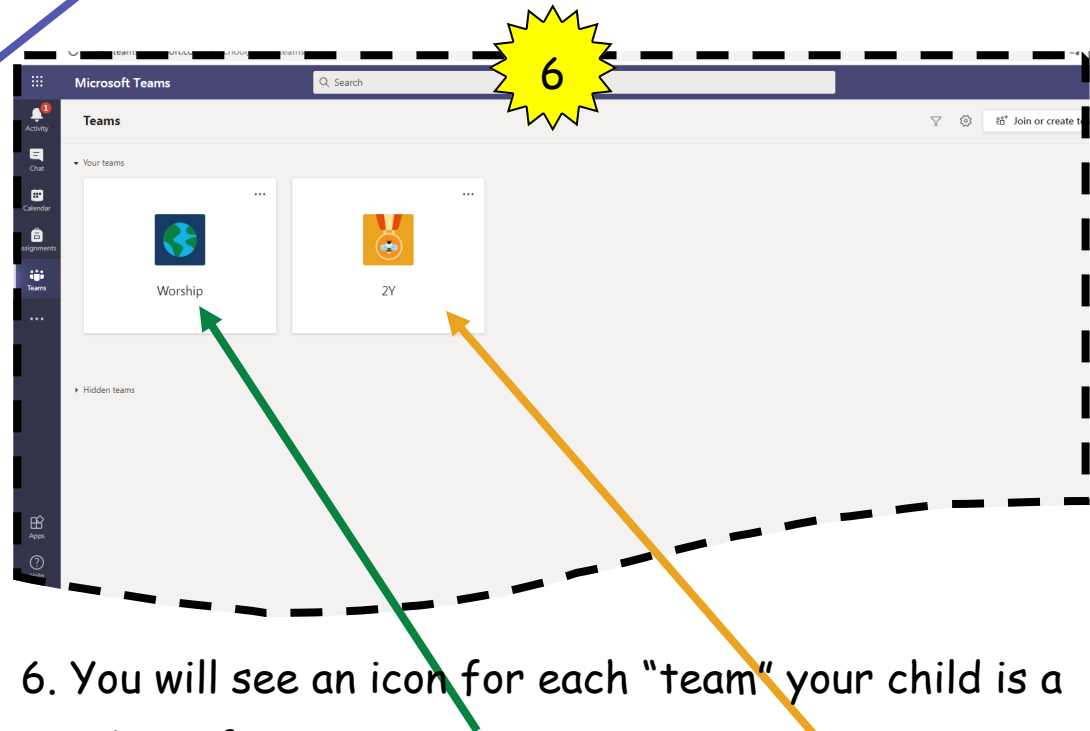 6
Microsoft Teams
Search
1
Activity
Teams
Join or create
Your teams
Chat
Calendar
Worship
2Y
Teams
Hidden teams
Apps
6. You will see an icon for each “team” your child is a